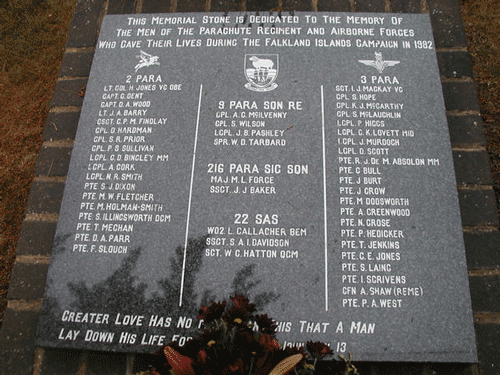 THIS MEMORIAL STONE IS DEDICATED TO THE MEMORY OF
THE MEN OF THE PARACHUTE REGIMENT AND AIRBORNE FORCES
WHO GAVE THEIR LIVES DURING THE FALKLAND ISLANDS CAMPAIGN IN 1982
2 PARA
LT. COL. H. JONES VC OBE
CAPT. C. DENT
CAPT. D. A. WOOD
LT. J. A. BARRY
QSGT. C. P. M. FINDLAY
CPL. D. HARDMAN
CPL. S. R. PRIOR
CPL. P. S. SULLIVAN
LCPL. G. D. BINGLEY MM
LCPL. A. CORK
LCPL. N. R. SMITH
PTE. S. J. DIXON
PTE. M. W. FLETCHER
PTE. M. HOLMAN-SMITH
PTE. S. ILLINGSWORTH DCM
PTE. T. MECHAN
PTE. D. A. PARR
PTE. F. SLOUGH
9 PARA SQN RE
CPL. A. G. McILVENNY
CPL. S. WILSON
LCPL. J. B. PASHLEY
SPR. W. D. TARBARD
216 PARA SIG SQN
MAJ. M. L. FORGE
SSGT. J. J. BAKER
22 SAS
WO2. L. GALLAGHER BEM
SSGT. S. A. I. DAVIDSON
SGT. W. C. HATTON QGM
3 PARA
SGT. I. J. MACKAY VC
CPL. S. HOPE
CPL. K. J. McCARTHY
CPL. S. McLAUGHLIN
LCPL. P. HIGGS
LCPL. C. K. LOVETT MID
LCPL. J. MURDOCH
LCPL. D. SCOTT
PTE. R. J. DE M. ABSOLON MM
PTE. G. BULL
PTE. J. BURT
PTE. J. CROW
PTE. M. DODSWORTH
PTE. A. GREENWOOD
PTE. N. GROSE
PTE. P. HEDICKER
PTE. T. JENKINS
PTE. C. E. JONES
PTE. S. LAING
PTE. I. SCRIVENS
CFN. A. SHAW (REME)
PTE. P. A. WEST
GREATER LOVE HAS NO THIS THAT A MAN
LAY DOWN HIS LIFE 13